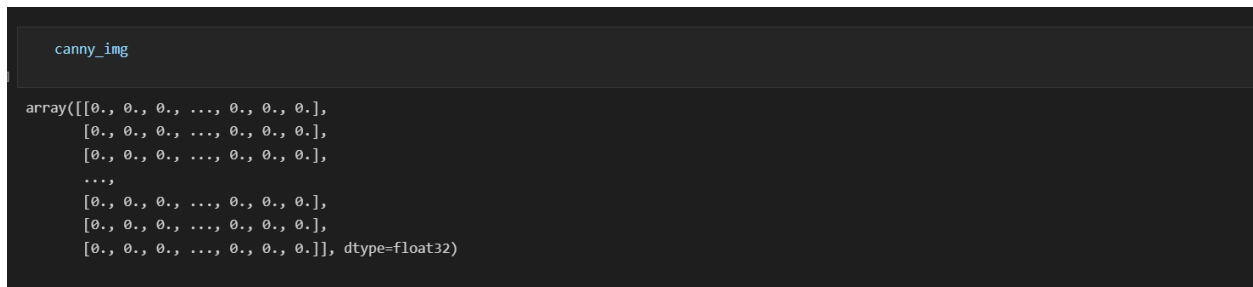 canny_img
array([[0., 0., 0., ..., 0., 0., 0.],
[0., 0., 0., ..., 0., 0., 0.],
[0., 0., 0., ..., 0., 0., 0.],
...,
[0., 0., 0., ..., 0., 0., 0.],
[0., 0., 0., ..., 0., 0., 0.],
[0., 0., 0., ..., 0., 0., 0.]], dtype=float32)